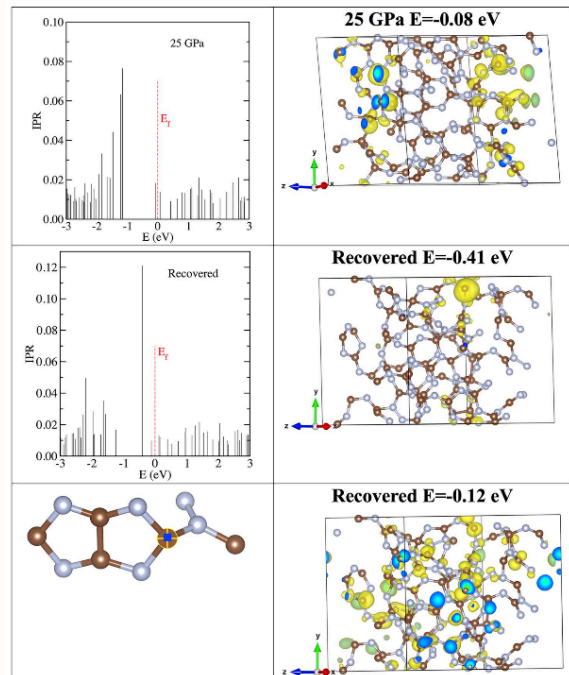 25 GPa E=-0.08 eV
0.10
0.08
0.06
0.04
0.02
0.00
IPR
25 GPa
E_f
-3 -2 -1 0 1 2 3
E (eV)
y
z x
Recovered E=-0.41 eV
0.12
0.10
0.08
0.06
0.04
0.02
0.00
IPR
Recovered
E_f
-3 -2 -1 0 1 2 3
E (eV)
y
z x
Recovered E=-0.12 eV
y
z x